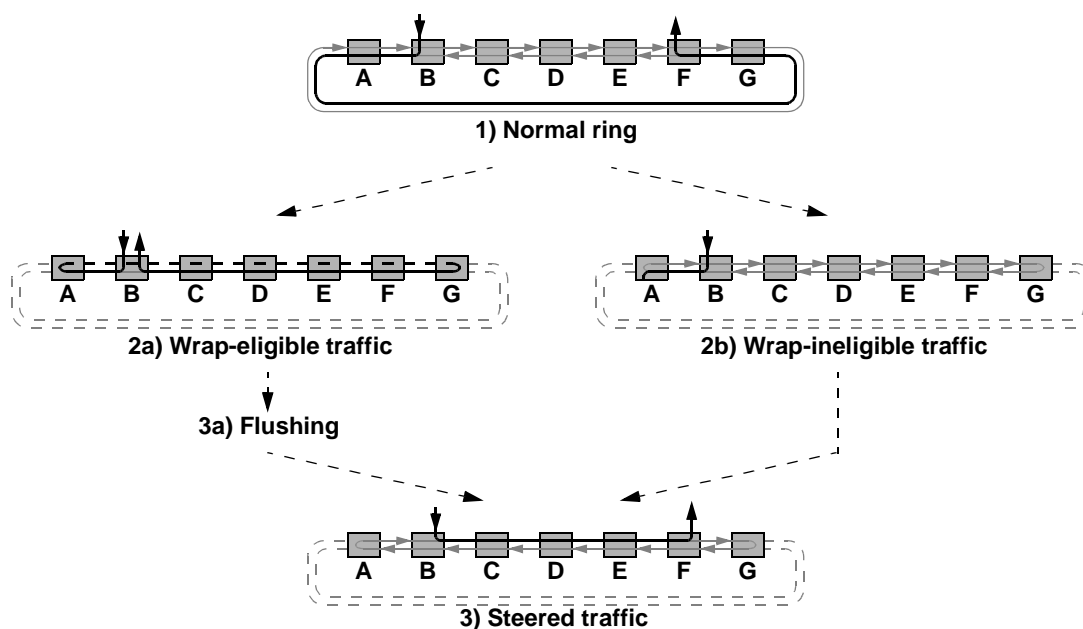 A B C D E F G
1) Normal ring
A B C D E F G
2a) Wrap-eligible traffic
A B C D E F G
2b) Wrap-ineligible traffic
3a) Flushing
A B C D E F G
3) Steered traffic